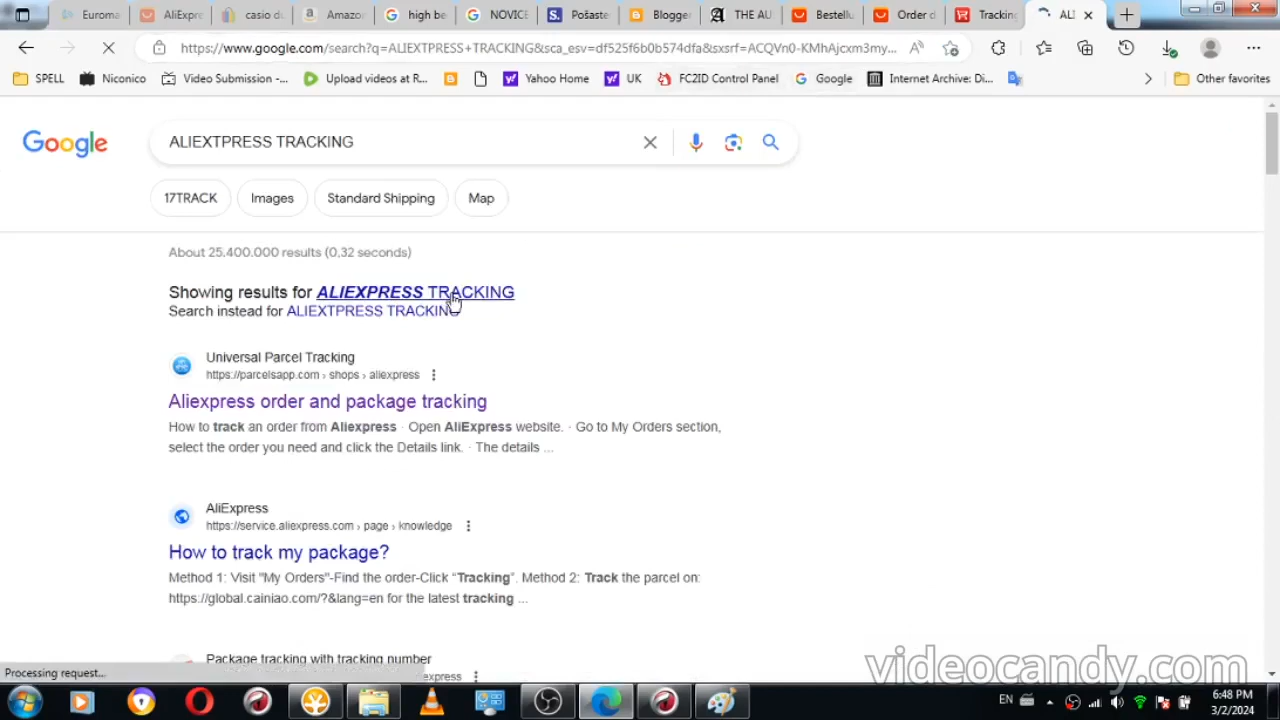 Euroma
AliExpre
casio du
Amazo
high be
NOVICE
Pošaste
Blogger
THE AU
Bestellu
Order d
Tracking
ALI
https://www.google.com/search?q=ALIEXTPRESS+TRACKING&sca_esv=df525f6b0b574dfa&sxsrf=ACQVn0-KMhAjcxm3my...
SPELL
Niconico
Video Submission -...
Upload videos at R...
Yahoo Home
UK
FC2ID Control Panel
Google
Internet Archive: Di...
Other favorites
Google
ALIEXTPRESS TRACKING
17TRACK
Images
Standard Shipping
Map
About 25.400.000 results (0,32 seconds)
Showing results for ALIEXPRESS TRACKING
Search instead for ALIEXTPRESS TRACKING
Universal Parcel Tracking
https://parcelsapp.com › shops › aliexpress
Aliexpress order and package tracking
How to track an order from Aliexpress · Open AliExpress website. · Go to My Orders section,
select the order you need and click the Details link. · The details ...
AliExpress
https://service.aliexpress.com › page › knowledge
How to track my package?
Method 1: Visit "My Orders"-Find the order-Click “Tracking”. Method 2: Track the parcel on:
https://global.cainiao.com/?&lang=en for the latest tracking ...
Package tracking with tracking number
express
Processing request...
videocandy.com
EN
6:48 PM
3/2/2024